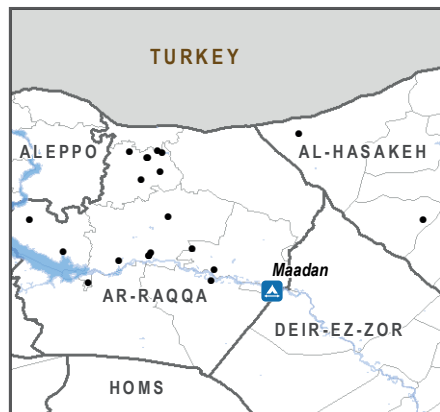 TURKEY
ALEPPO
AL-HASAKEH
Maadan
AR-RAQQA
DEIR-EZ-ZOR
HOMS